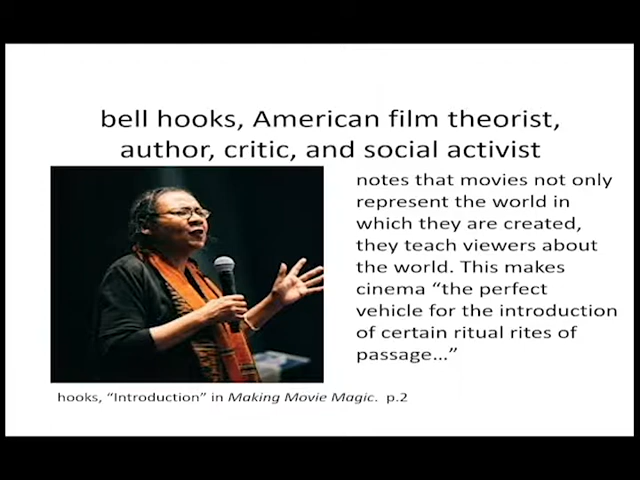 bell hooks, American film theorist,
author, critic, and social activist
notes that movies not only
represent the world in
which they are created,
they teach viewers about
the world. This makes
cinema “the perfect
vehicle for the introduction
of certain ritual rites of
passage...”
hooks, “Introduction” in Making Movie Magic. p.2